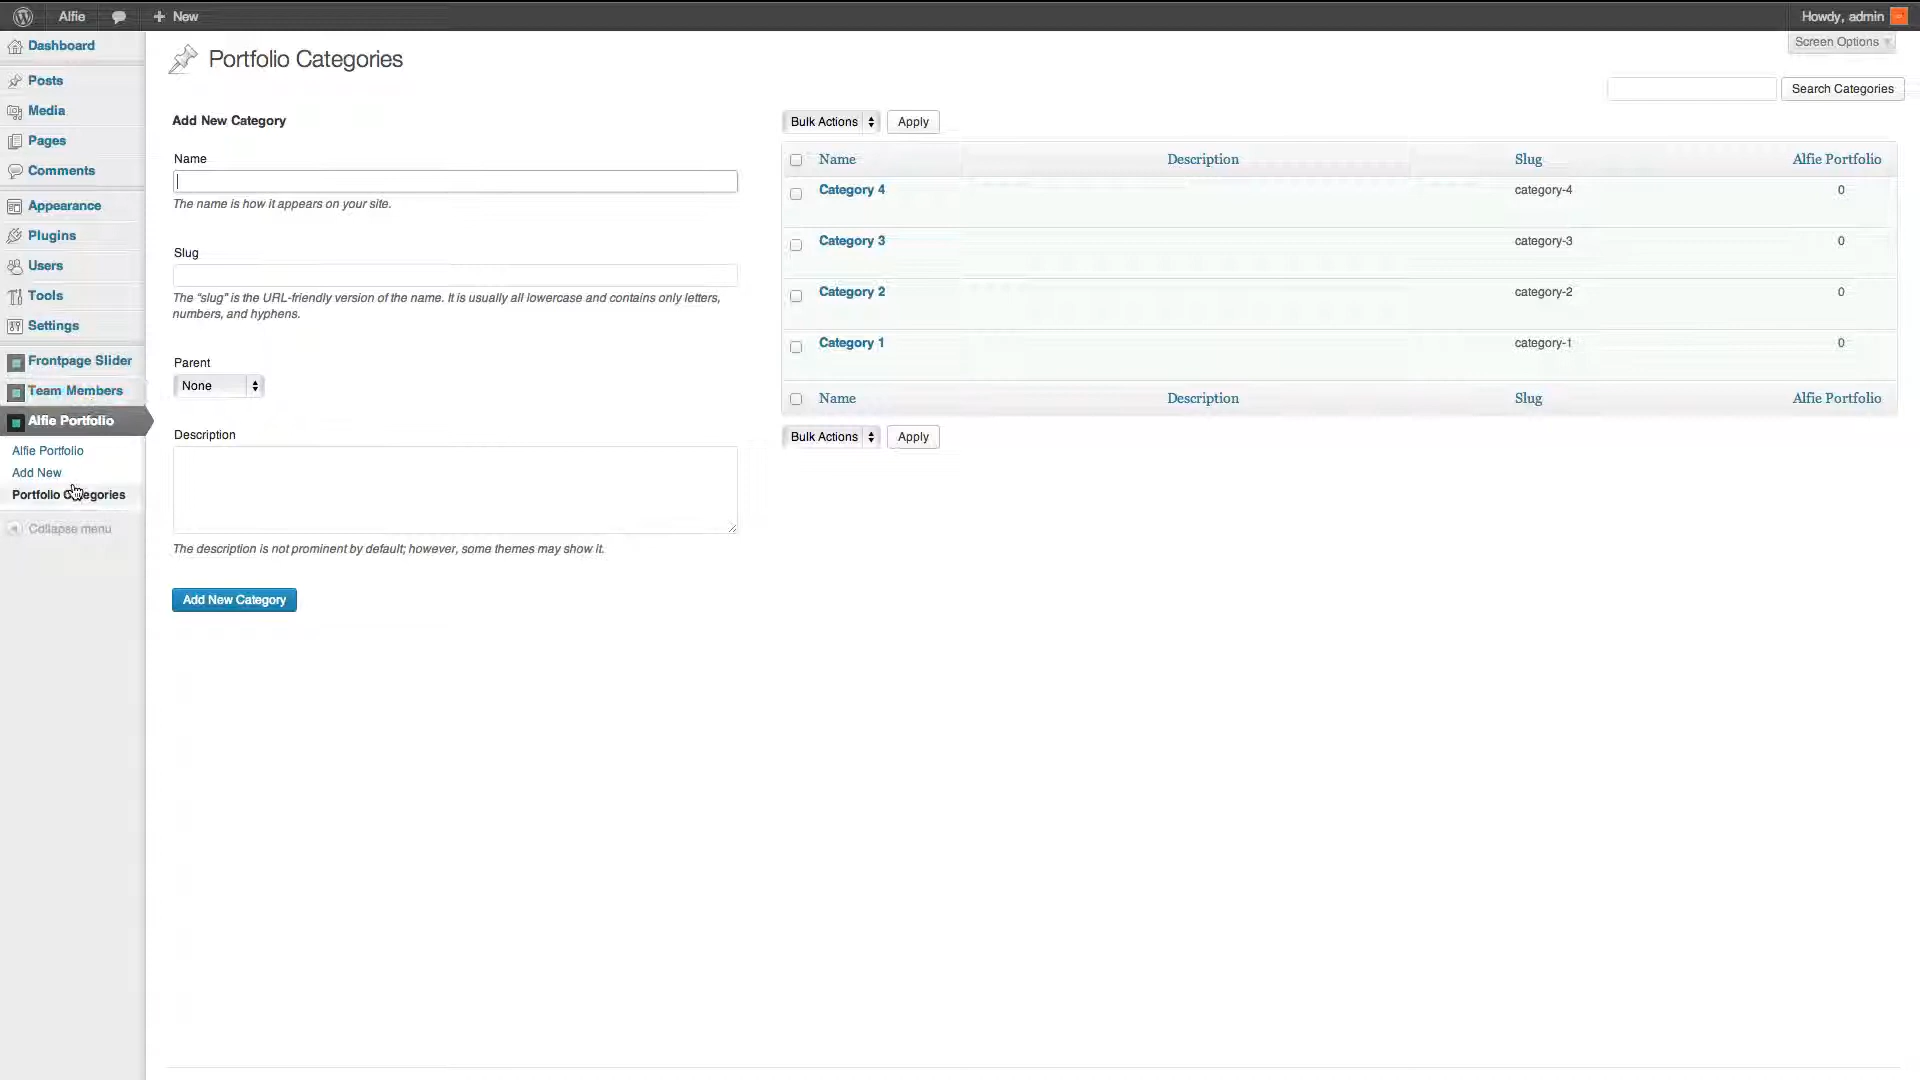 Alfie
New
Howdy, admin
Screen Options
Dashboard
Posts
Media
Pages
Comments
Appearance
Plugins
Users
Tools
Settings
Frontpage Slider
Team Members
Alfie Portfolio
Alfie Portfolio
Add New
Portfolio Categories
Collapse menu
Portfolio Categories
Search Categories
Add New Category
Name
The name is how it appears on your site.
Slug
The “slug” is the URL-friendly version of the name. It is usually all lowercase and contains only letters,
numbers, and hyphens.
Parent
None
Description
The description is not prominent by default; however, some themes may show it.
Add New Category
Bulk Actions Apply
Name Description Slug Alfie Portfolio
Category 4 category-4 0
Category 3 category-3 0
Category 2 category-2 0
Category 1 category-1 0
Name Description Slug Alfie Portfolio
Bulk Actions Apply